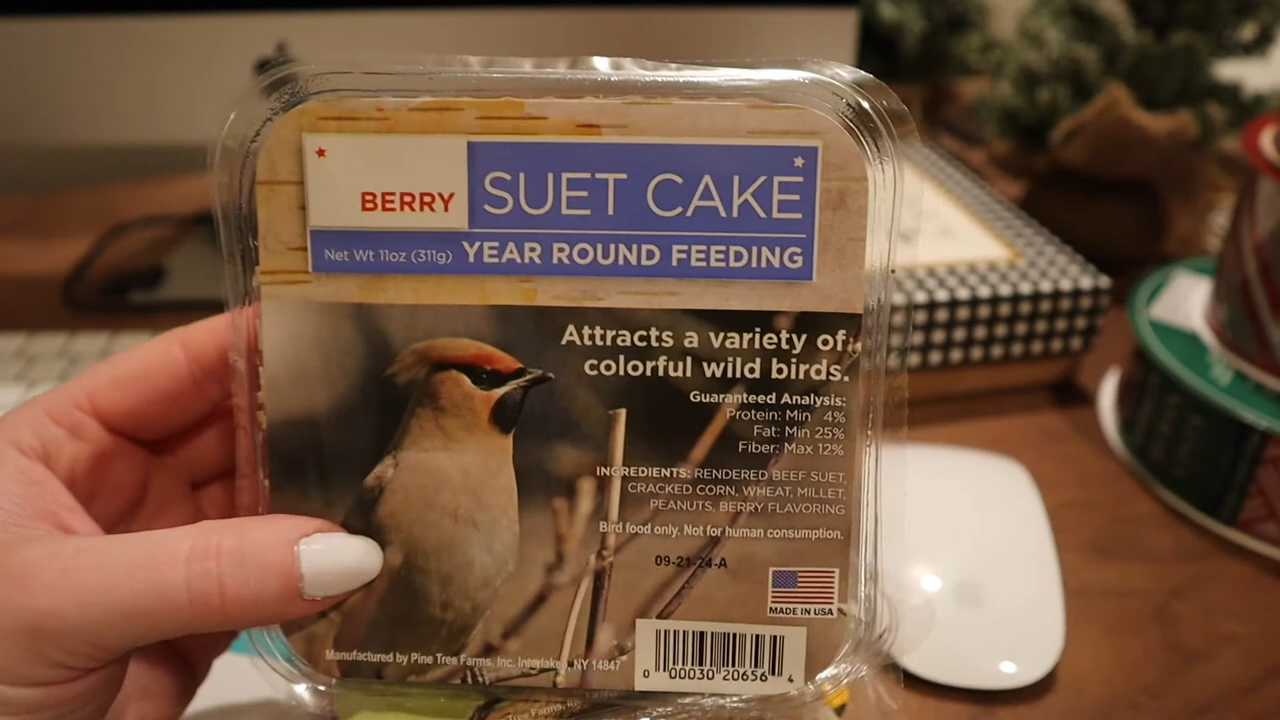 BERRY
SUET CAKE
Net Wt 11oz (311g) YEAR ROUND FEEDING
Attracts a variety of
colorful wild birds.
Guaranteed Analysis:
Protein: Min 4%
Fat: Min 25%
Fiber: Max 12%
INGREDIENTS: RENDERED BEEF SUET,
CRACKED CORN, WHEAT, MILLET,
PEANUTS, BERRY FLAVORING
Bird food only. Not for human consumption.
09-21-24-A
MADE IN USA
Manufactured by Pine Tree Farms, Inc. Interlaken, NY 14847
0 00030 20656 4
Tree Farms,